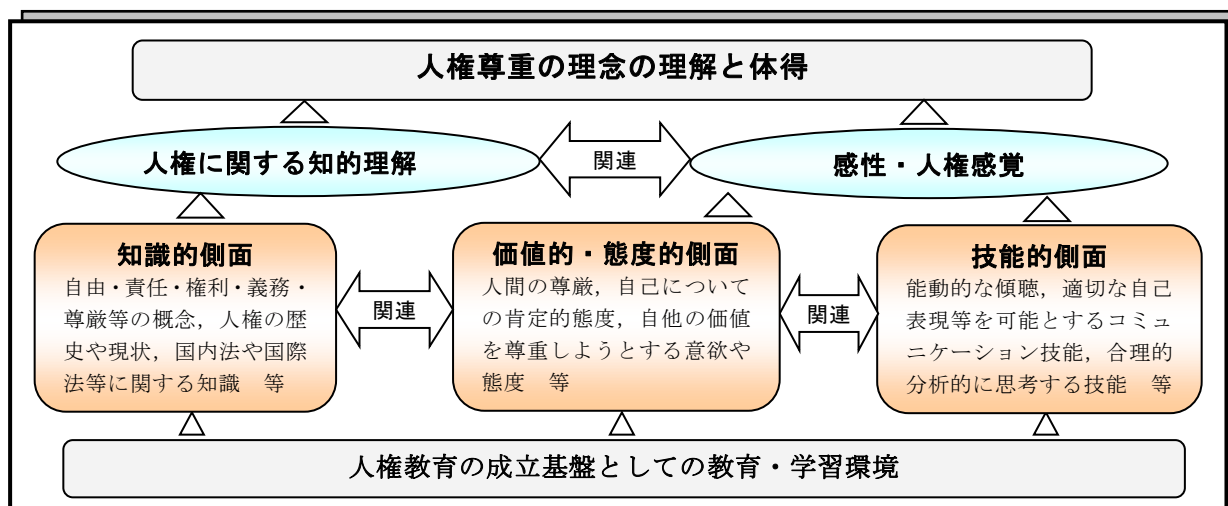 人権尊重の理念の理解と体得
人権に関する知的理解
関連
感性・人権感覚
知識的側面
自由・責任・権利・義務・
尊厳等の概念，人権の歴
史や現状，国内法や国際
法等に関する知識　等
関連
価値的・態度的側面
人間の尊厳，自己について
の肯定的態度，自他の価値
を尊重しようとする意欲や
態度　等
関連
技能的側面
能動的な傾聴，適切な自己
表現等を可能とするコミュ
ニケーション技能，合理的
分析的に思考する技能　等
人権教育の成立基盤としての教育・学習環境